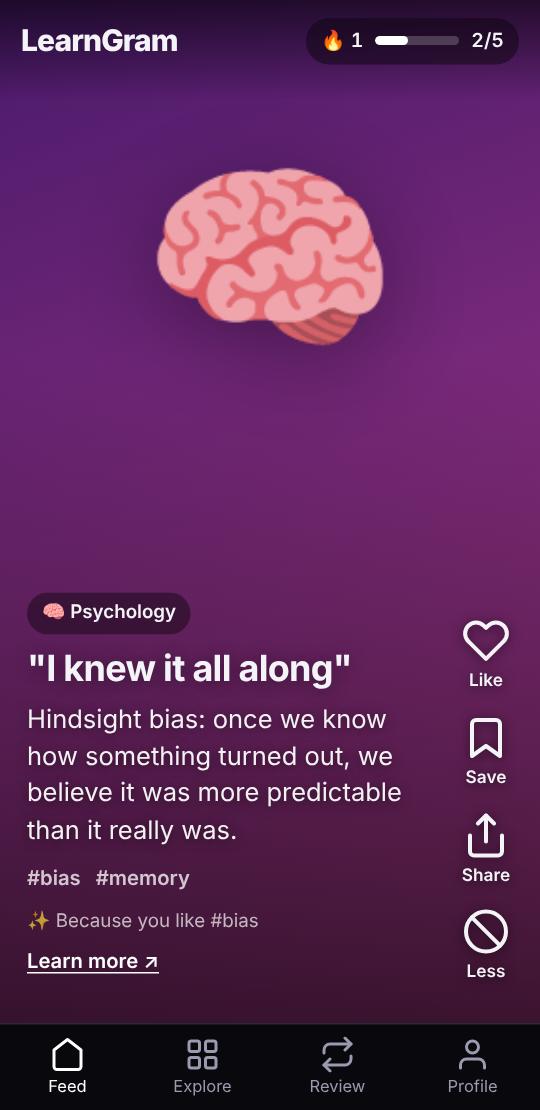 LearnGram
🔥 1 2/5
🧠 Psychology
"I knew it all along"
Hindsight bias: once we know
how something turned out, we
believe it was more predictable
than it really was.
#bias #memory
✨ Because you like #bias
Learn more ↗
Like
Save
Share
Less
Feed Explore Review Profile